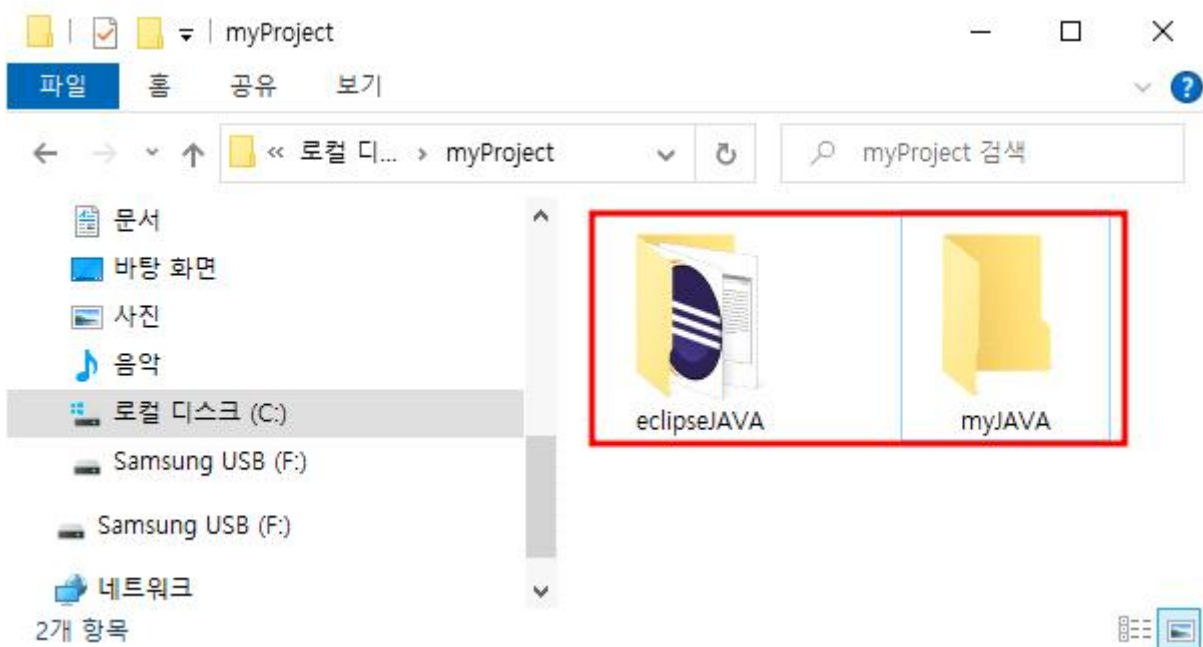 myProject
파일 홈 공유 보기
« 로컬 디... › myProject
myProject 검색
문서
바탕 화면
사진
음악
로컬 디스크 (C:)
Samsung USB (F:)
Samsung USB (F:)
네트워크
eclipseJAVA myJAVA
2개 항목